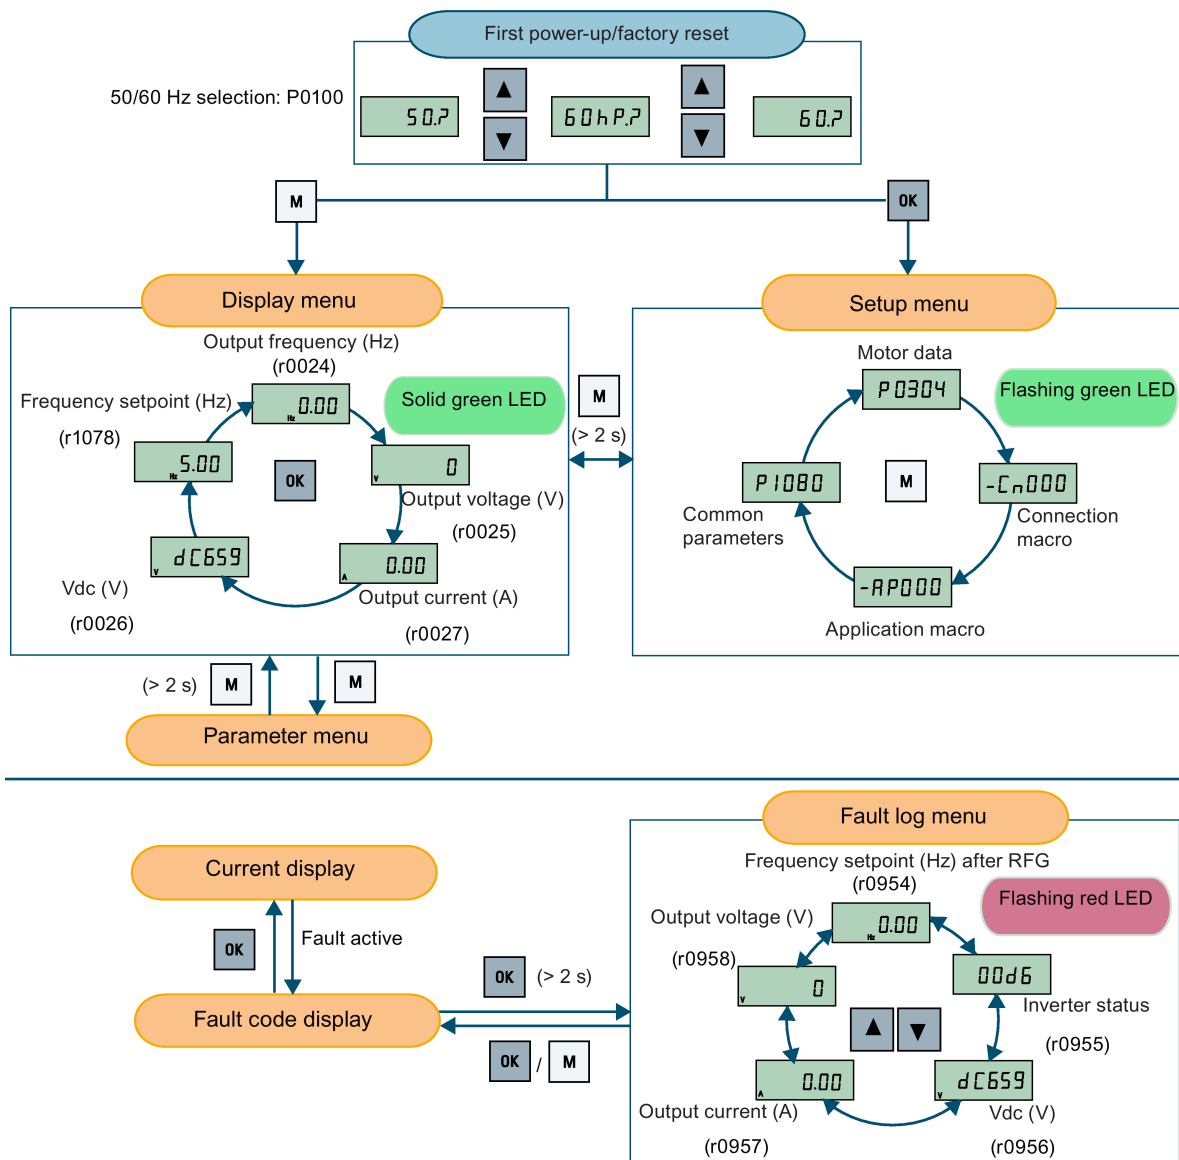 First power-up/factory reset
50/60 Hz selection: P0100
50.?
60hP.?
60.?
M
OK
Display menu
Setup menu
Output frequency (Hz)
(r0024)
Hz 0.00
Solid green LED
Frequency setpoint (Hz)
(r1078)
Hz 5.00
OK
V 0
Output voltage (V)
(r0025)
V dC659
A 0.00
Vdc (V)
(r0026)
Output current (A)
(r0027)
M
(> 2 s)
Motor data
P0304
Flashing green LED
P1080
M
-Cn000
Common
parameters
Connection
macro
-AP000
Application macro
(> 2 s)
M
M
Parameter menu
Fault log menu
Current display
OK
Fault active
Fault code display
OK
(> 2 s)
OK / M
Frequency setpoint (Hz) after RFG
(r0954)
Flashing red LED
Output voltage (V)
(r0958)
Hz 0.00
V 0
00d6
Inverter status
(r0955)
A 0.00
V dC659
Output current (A)
(r0957)
Vdc (V)
(r0956)